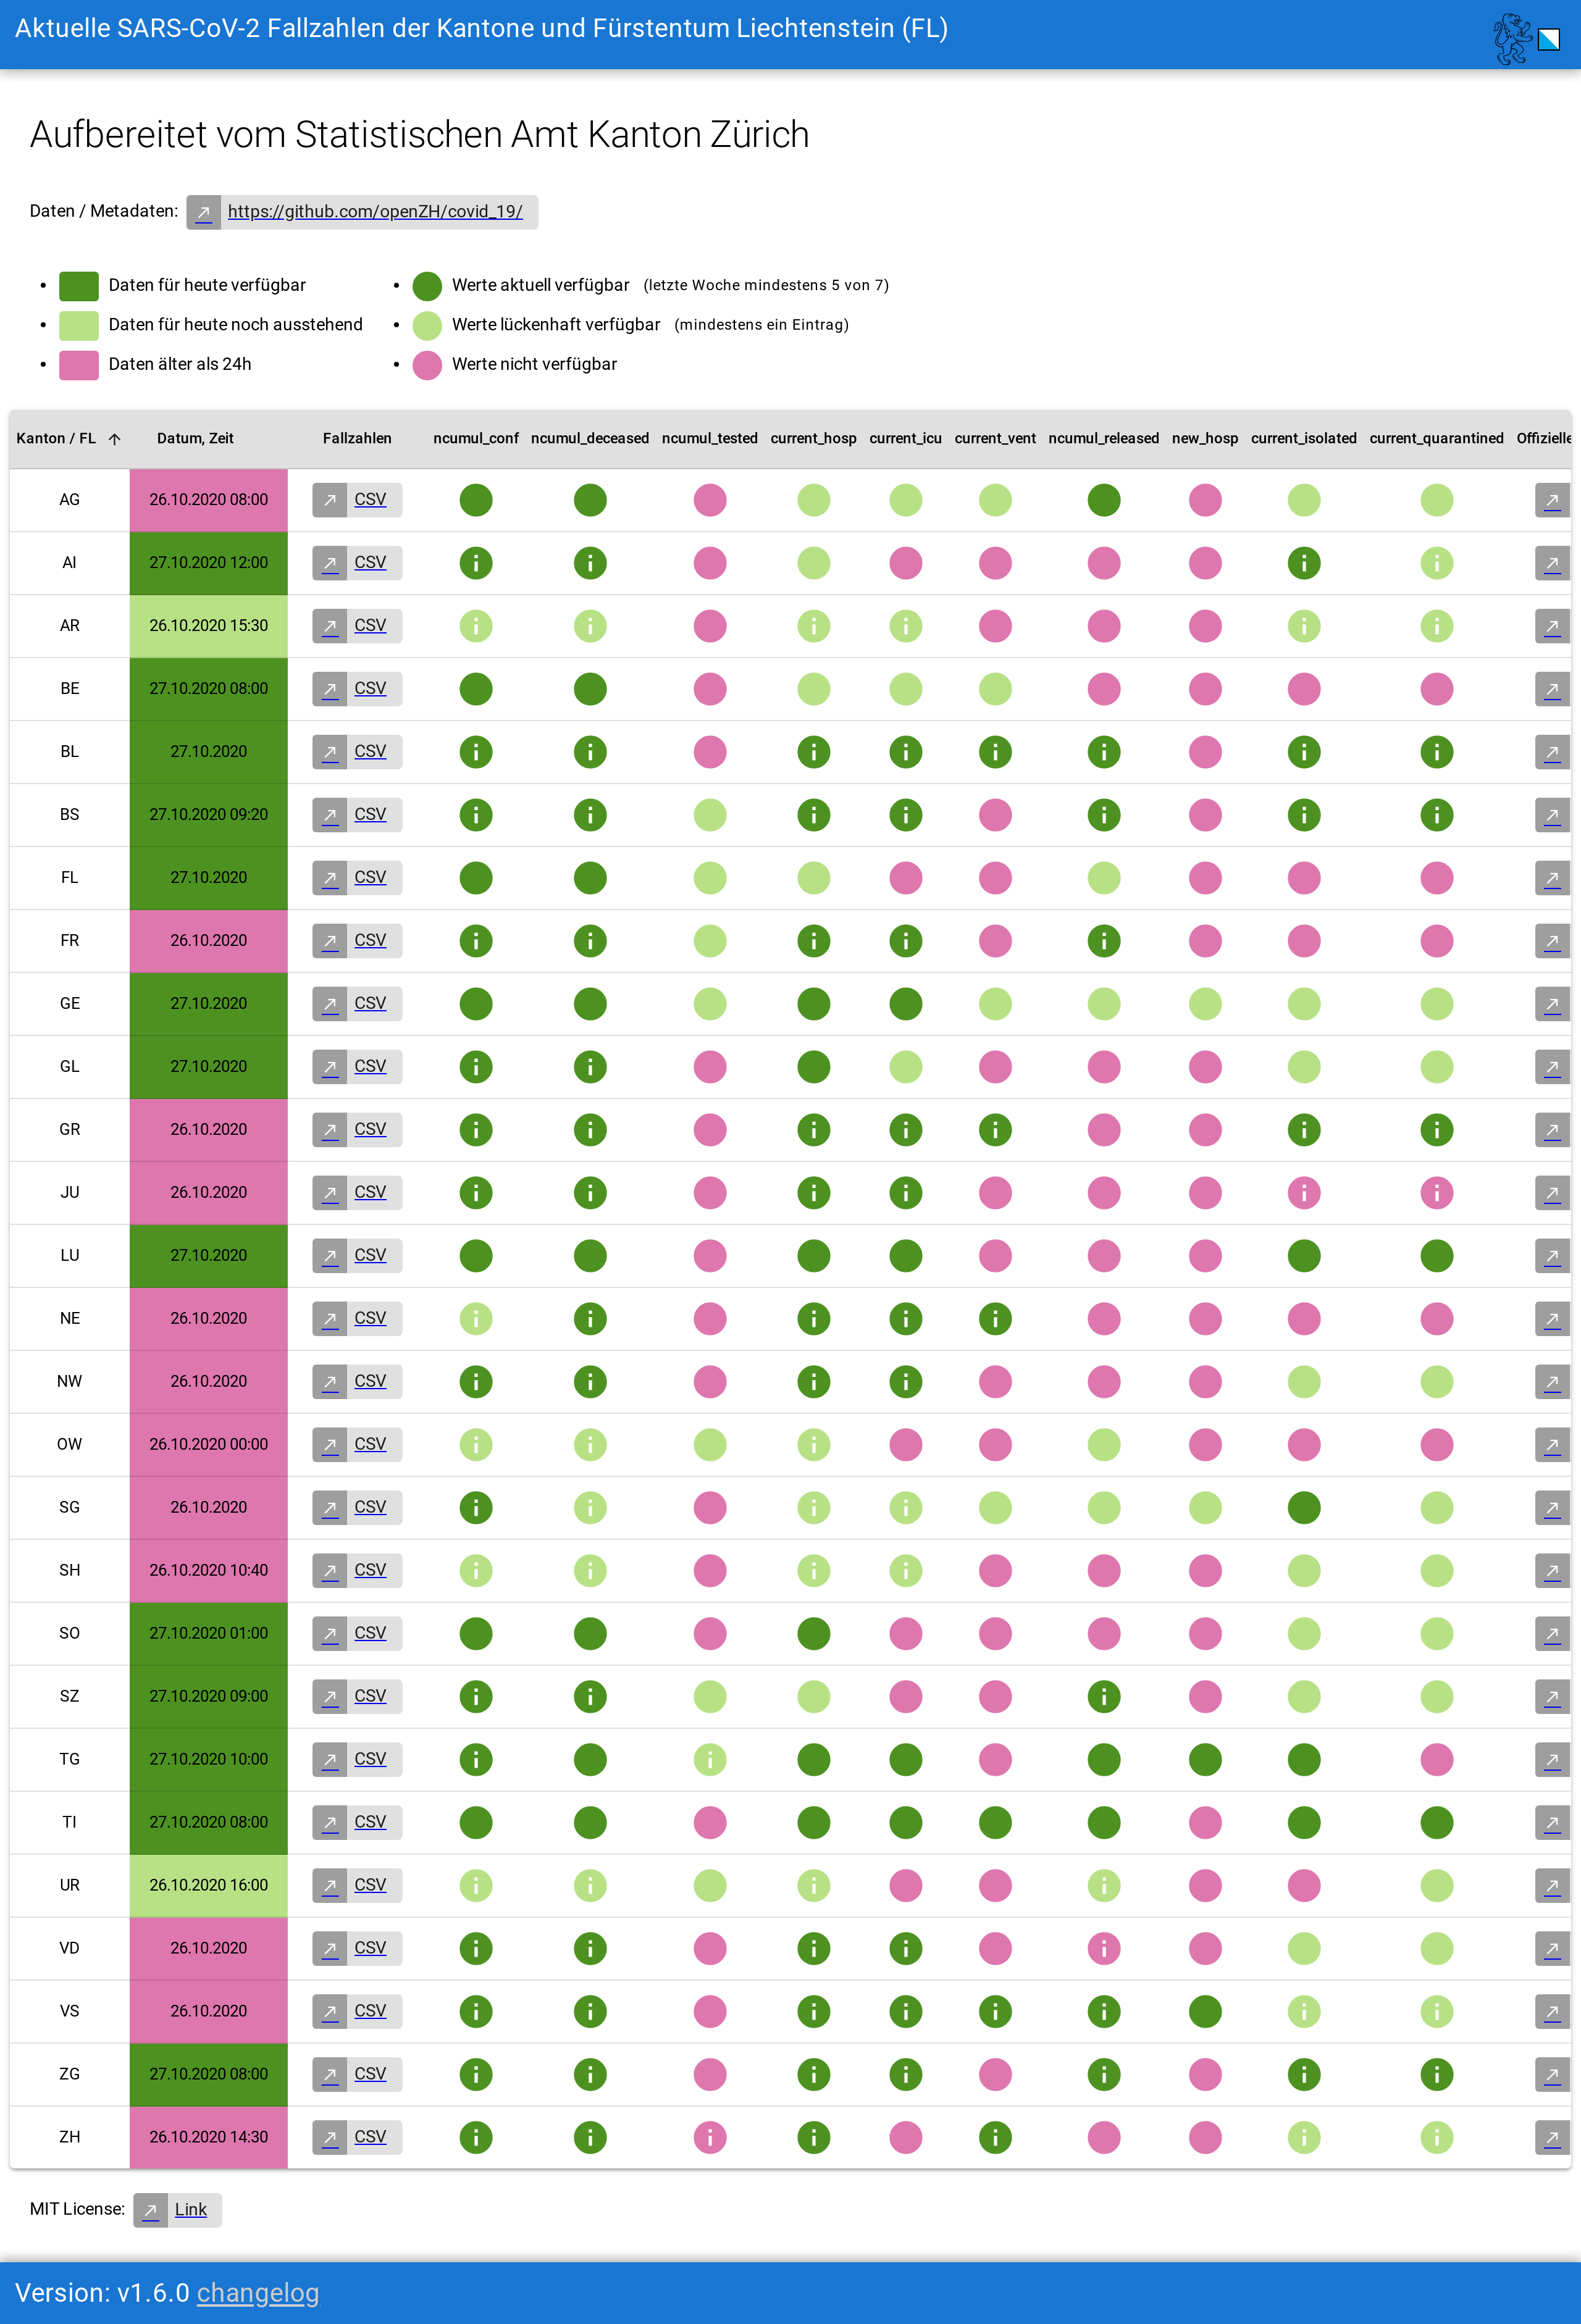 Aktuelle SARS-CoV-2 Fallzahlen der Kantone und Fürstentum Liechtenstein (FL)
Aufbereitet vom Statistischen Amt Kanton Zürich
Daten / Metadaten: https://github.com/openZH/covid_19/
Daten für heute verfügbar
Daten für heute noch ausstehend
Daten älter als 24h
Werte aktuell verfügbar (letzte Woche mindestens 5 von 7)
Werte lückenhaft verfügbar (mindestens ein Eintrag)
Werte nicht verfügbar
Kanton / FL Datum, Zeit Fallzahlen ncumul_conf ncumul_deceased ncumul_tested current_hosp current_icu current_vent ncumul_released new_hosp current_isolated current_quarantined Offizielle
AG 26.10.2020 08:00 CSV
AI 27.10.2020 12:00 CSV
AR 26.10.2020 15:30 CSV
BE 27.10.2020 08:00 CSV
BL 27.10.2020 CSV
BS 27.10.2020 09:20 CSV
FL 27.10.2020 CSV
FR 26.10.2020 CSV
GE 27.10.2020 CSV
GL 27.10.2020 CSV
GR 26.10.2020 CSV
JU 26.10.2020 CSV
LU 27.10.2020 CSV
NE 26.10.2020 CSV
NW 26.10.2020 CSV
OW 26.10.2020 00:00 CSV
SG 26.10.2020 CSV
SH 26.10.2020 10:40 CSV
SO 27.10.2020 01:00 CSV
SZ 27.10.2020 09:00 CSV
TG 27.10.2020 10:00 CSV
TI 27.10.2020 08:00 CSV
UR 26.10.2020 16:00 CSV
VD 26.10.2020 CSV
VS 26.10.2020 CSV
ZG 27.10.2020 08:00 CSV
ZH 26.10.2020 14:30 CSV
MIT License: Link
Version: v1.6.0 changelog